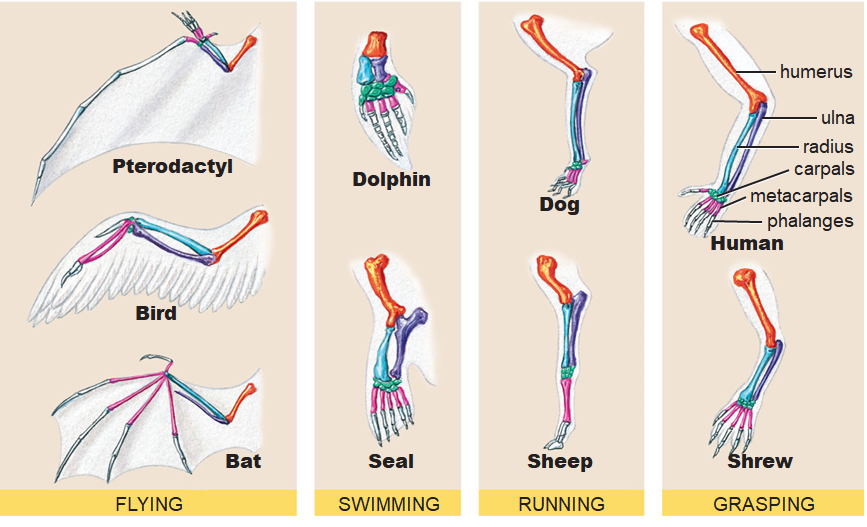 Pterodactyl
Bird
Bat
FLYING
Dolphin
Seal
SWIMMING
Dog
Sheep
RUNNING
humerus
ulna
radius
carpals
metacarpals
phalanges
Human
Shrew
GRASPING